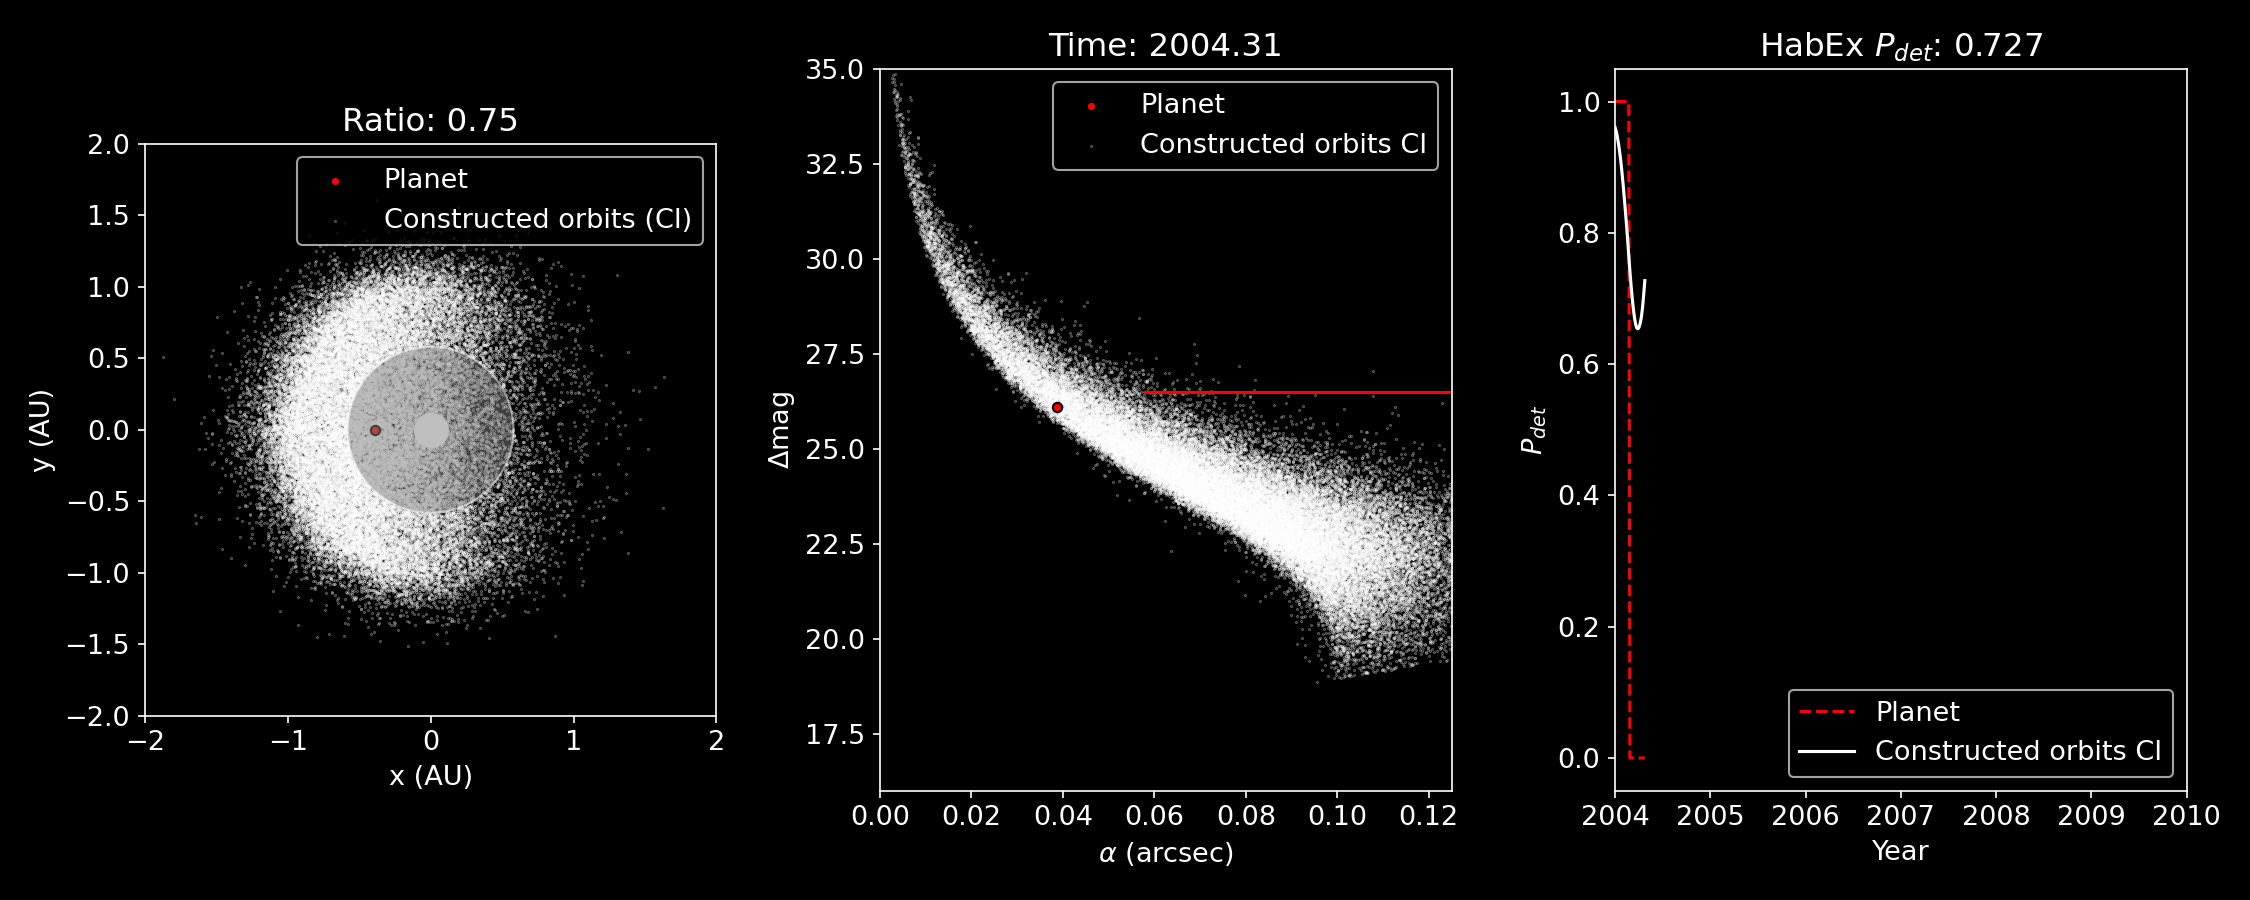 Ratio: 0.75
Planet
Constructed orbits (CI)
2.0
1.5
1.0
0.5
0.0
−0.5
−1.0
−1.5
−2.0
−2 −1 0 1 2
x (AU)
y (AU)
Time: 2004.31
Planet
Constructed orbits CI
35.0
32.5
30.0
27.5
25.0
22.5
20.0
17.5
0.00 0.02 0.04 0.06 0.08 0.10 0.12
α (arcsec)
Δmag
HabEx P_det: 0.727
1.0
0.8
0.6
0.4
0.2
0.0
Planet
Constructed orbits CI
2004 2005 2006 2007 2008 2009 2010
Year
P_det